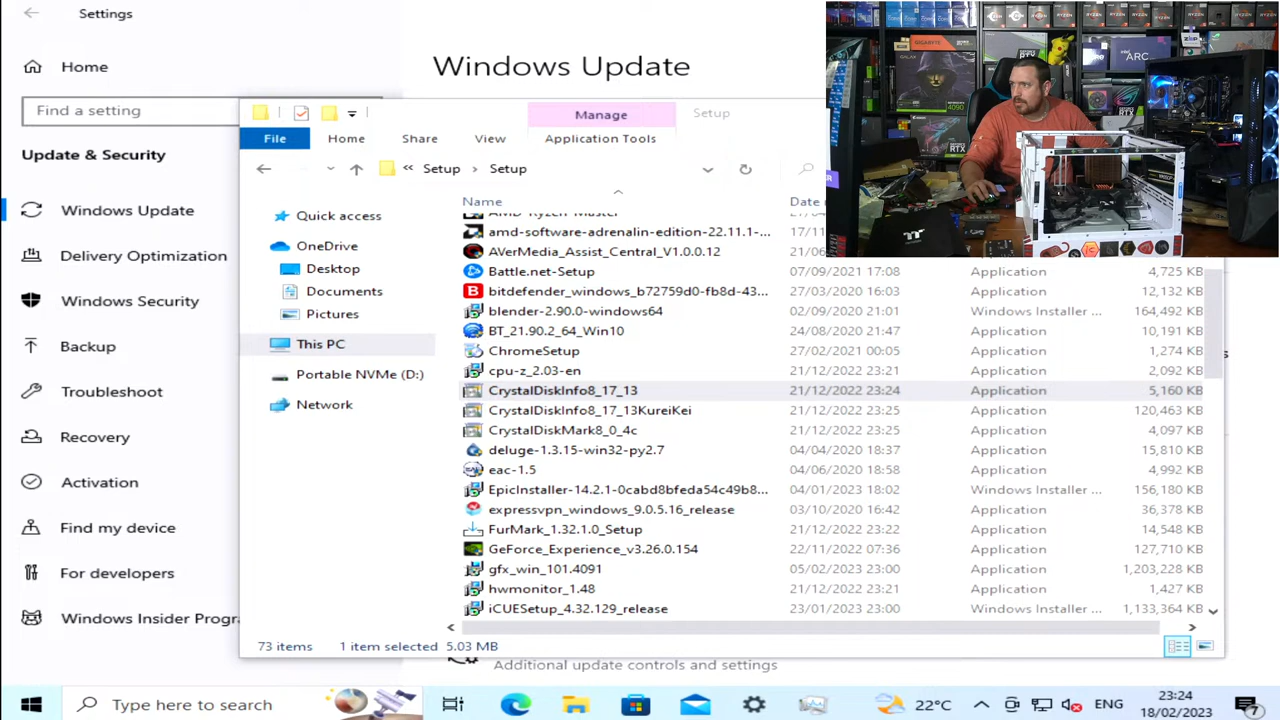 Settings
Home
Find a setting
Update & Security
Windows Update
Delivery Optimization
Windows Security
Backup
Troubleshoot
Recovery
Activation
Find my device
For developers
Windows Insider Progra
Windows Update
Manage
Setup
File
Home
Share
View
Application Tools
« Setup › Setup
Quick access
OneDrive
Desktop
Documents
Pictures
This PC
Portable NVMe (D:)
Network
Name
AMD-Ryzen-Master
amd-software-adrenalin-edition-22.11.1-...
AVerMedia_Assist_Central_V1.0.0.12
Battle.net-Setup 07/09/2021 17:08 Application 4,725 KB
bitdefender_windows_b72759d0-fb8d-43... 27/03/2020 16:03 Application 12,132 KB
blender-2.90.0-windows64 02/09/2020 21:01 Windows Installer ... 164,492 KB
BT_21.90.2_64_Win10 24/08/2020 21:47 Application 10,191 KB
ChromeSetup 27/02/2021 00:05 Application 1,274 KB
cpu-z_2.03-en 21/12/2022 23:21 Application 2,092 KB
CrystalDiskInfo8_17_13 21/12/2022 23:24 Application 5,160 KB
CrystalDiskInfo8_17_13KureiKei 21/12/2022 23:25 Application 120,463 KB
CrystalDiskMark8_0_4c 21/12/2022 23:25 Application 4,097 KB
deluge-1.3.15-win32-py2.7 04/04/2020 18:37 Application 15,810 KB
eac-1.5 04/06/2020 18:58 Application 4,992 KB
EpicInstaller-14.2.1-0cabd8bfeda54c49b8... 04/01/2023 18:02 Windows Installer ... 156,180 KB
expressvpn_windows_9.0.5.16_release 03/10/2020 16:42 Application 36,378 KB
FurMark_1.32.1.0_Setup 21/12/2022 23:22 Application 14,548 KB
GeForce_Experience_v3.26.0.154 22/11/2022 07:36 Application 127,710 KB
gfx_win_101.4091 05/02/2023 23:00 Application 1,203,228 KB
hwmonitor_1.48 21/12/2022 23:21 Application 1,427 KB
iCUESetup_4.32.129_release 23/01/2023 23:00 Windows Installer ... 1,133,364 KB
73 items 1 item selected 5.03 MB
Additional update controls and settings
Type here to search
22°C
ENG
23:24
18/02/2023
7
GIGABYTE
4090
RTX
ARC
RTX
RYZEN